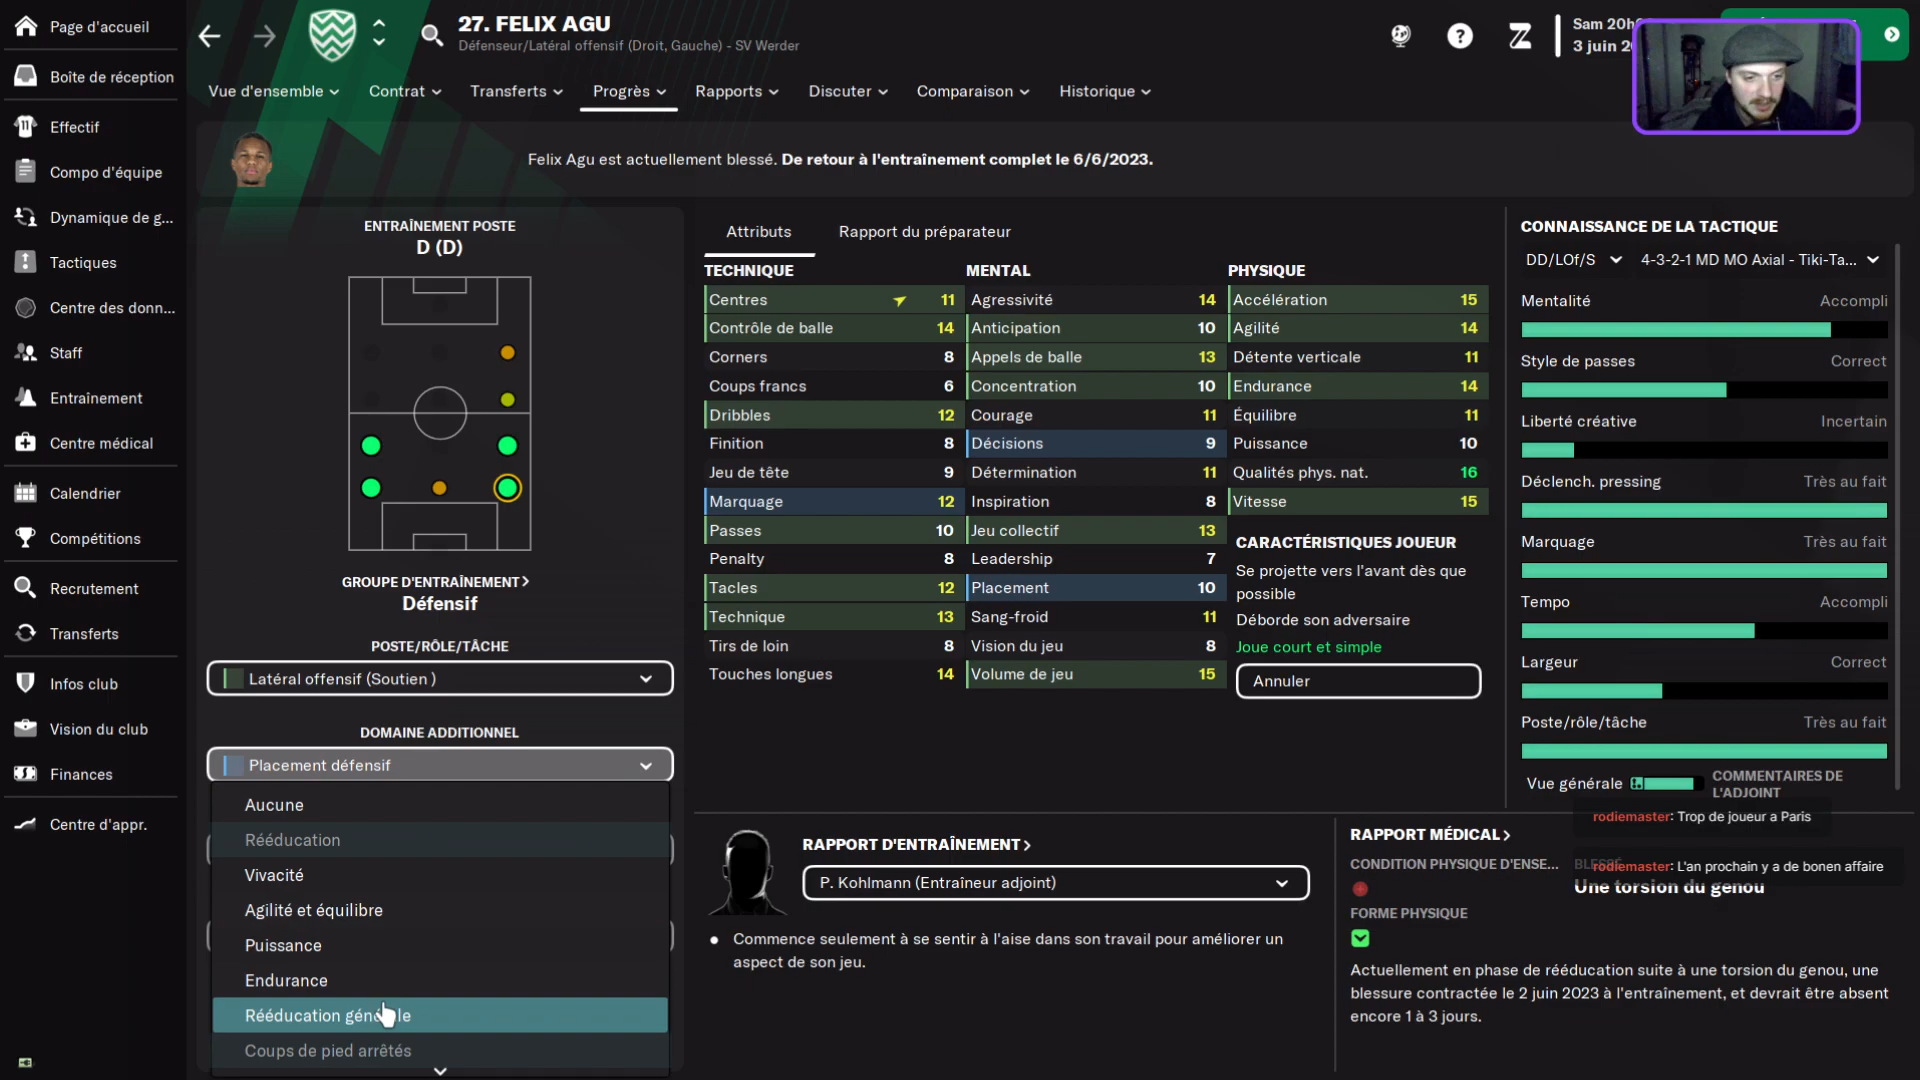 Page d'accueil
Boîte de réception
Effectif
Compo d'équipe
Dynamique de g...
Tactiques
Centre des donn...
Staff
Entraînement
Centre médical
Calendrier
Compétitions
Recrutement
Transferts
Infos club
Vision du club
Finances
Centre d'appr.
27. FELIX AGU
Défenseur/Latéral offensif (Droit, Gauche) - SV Werder
Sam 20h
3 juin 2
Vue d'ensemble
Contrat
Transferts
Progrès
Rapports
Discuter
Comparaison
Historique
Felix Agu est actuellement blessé. De retour à l'entraînement complet le 6/6/2023.
ENTRAÎNEMENT POSTE
D (D)
GROUPE D'ENTRAÎNEMENT
Défensif
POSTE/RÔLE/TÂCHE
Latéral offensif (Soutien )
DOMAINE ADDITIONNEL
Placement défensif
Aucune
Rééducation
Vivacité
Agilité et équilibre
Puissance
Endurance
Rééducation gén le
Coups de pied arrêtés
Attributs
Rapport du préparateur
TECHNIQUE
Centres 11
Contrôle de balle 14
Corners 8
Coups francs 6
Dribbles 12
Finition 8
Jeu de tête 9
Marquage 12
Passes 10
Penalty 8
Tacles 12
Technique 13
Tirs de loin 8
Touches longues 14
MENTAL
Agressivité 14
Anticipation 10
Appels de balle 13
Concentration 10
Courage 11
Décisions 9
Détermination 11
Inspiration 8
Jeu collectif 13
Leadership 7
Placement 10
Sang-froid 11
Vision du jeu 8
Volume de jeu 15
PHYSIQUE
Accélération 15
Agilité 14
Détente verticale 11
Endurance 14
Équilibre 11
Puissance 10
Qualités phys. nat. 16
Vitesse 15
CARACTÉRISTIQUES JOUEUR
Se projette vers l'avant dès que
possible
Déborde son adversaire
Joue court et simple
Annuler
CONNAISSANCE DE LA TACTIQUE
DD/LOf/S
4-3-2-1 MD MO Axial - Tiki-Ta...
Mentalité Accompli
Style de passes Correct
Liberté créative Incertain
Déclench. pressing Très au fait
Marquage Très au fait
Tempo Accompli
Largeur Correct
Poste/rôle/tâche Très au fait
Vue générale
COMMENTAIRES DE
L'ADJOINT
rodiemaster: Trop de joueur a Paris
rodiemaster: L'an prochain y a de bonen affaire
RAPPORT D'ENTRAÎNEMENT
P. Kohlmann (Entraîneur adjoint)
Commence seulement à se sentir à l'aise dans son travail pour améliorer un
aspect de son jeu.
RAPPORT MÉDICAL
CONDITION PHYSIQUE D'ENSE...
Une torsion du genou
FORME PHYSIQUE
Actuellement en phase de rééducation suite à une torsion du genou, une
blessure contractée le 2 juin 2023 à l'entraînement, et devrait être absent
encore 1 à 3 jours.